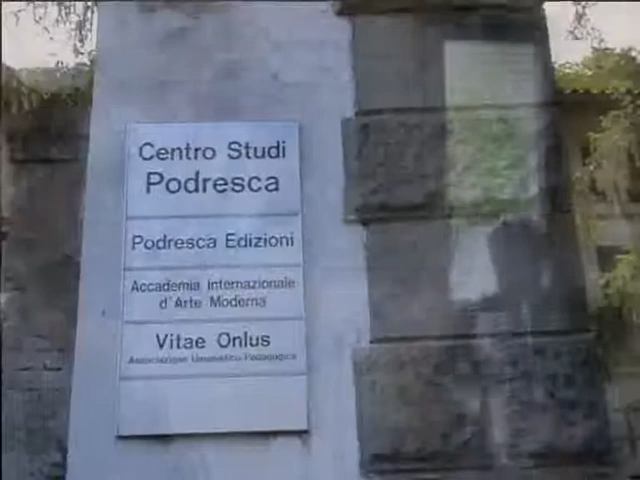 Centro Studi
Podresca
Podresca Edizioni
Accademia Internazionale
d'Arte Moderna
Vitae Onlus
Associazione Umanistico-Pedagogica